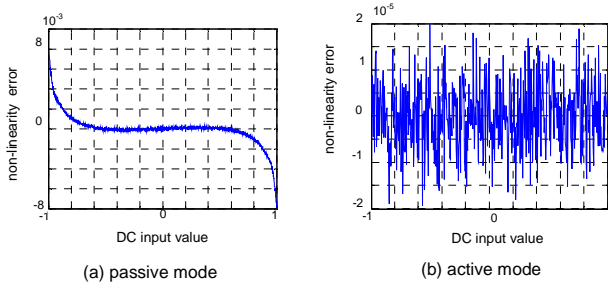 10-3
8
0
-8
-1
0
1
non-linearity error
DC input value
(a) passive mode
2 x 10-5
1
0
-1
-2
-1
0
1
non-linearity error
DC input value
(b) active mode